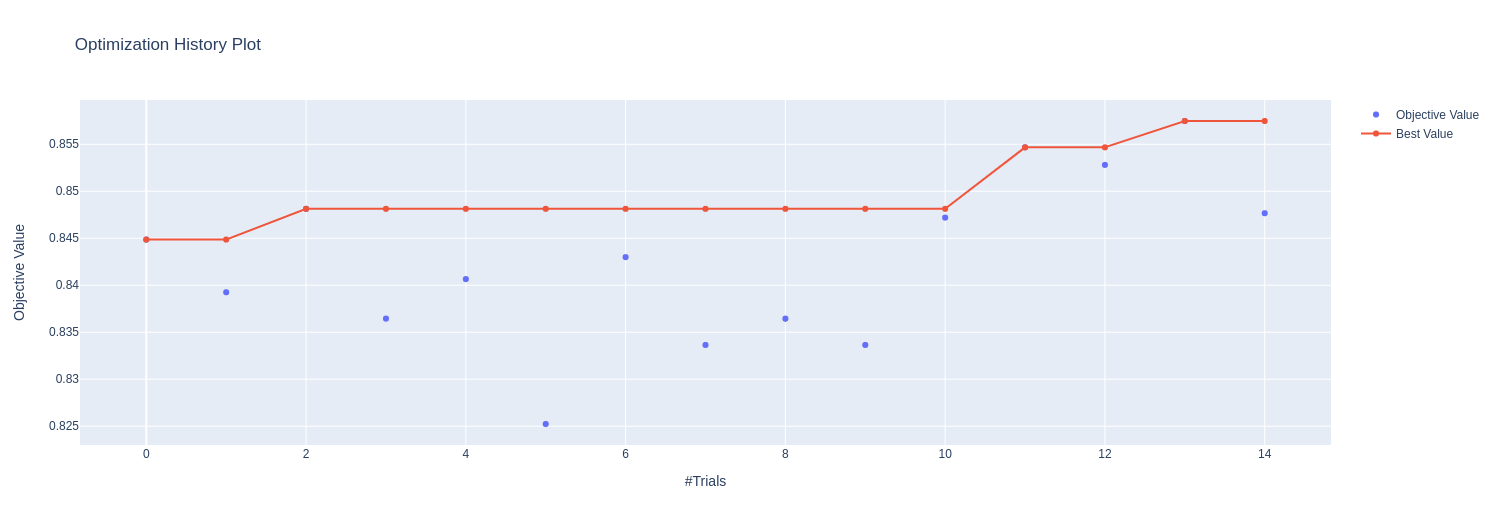 Optimization History Plot
Objective Value
Best Value
0.855
0.85
0.845
0.84
0.835
0.83
0.825
Objective Value
0 2 4 6 8 10 12 14
#Trials